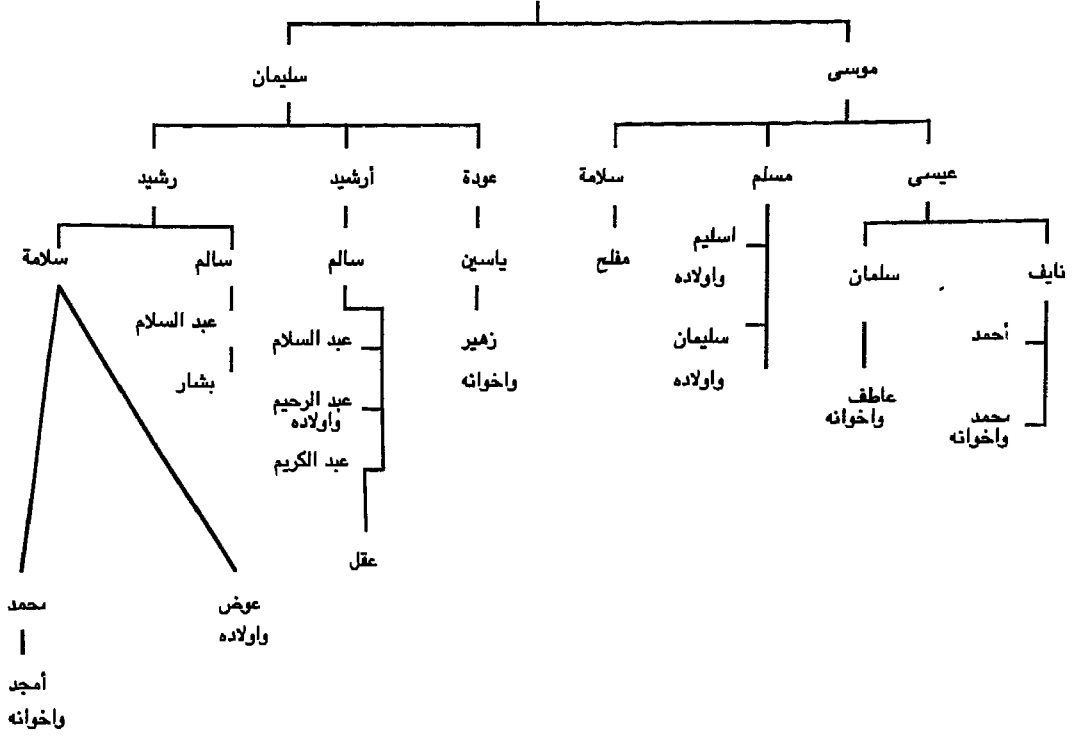 موسى
سليمان
عيسى
مسلم
سلامة
عودة
أرشيد
رشيد
نايف
سلمان
اسليم
واولاده
مفلح
ياسين
سالم
سالم
سلامة
أحمد
سليمان
واولاده
زهير
واخوانه
عبد السلام
عبد السلام
محمد
واخوانه
عاطف
واخوانه
عبد الرحيم
واولاده
بشار
عبد الكريم
عقل
عوض
واولاده
محمد
أمجد
واخوانه